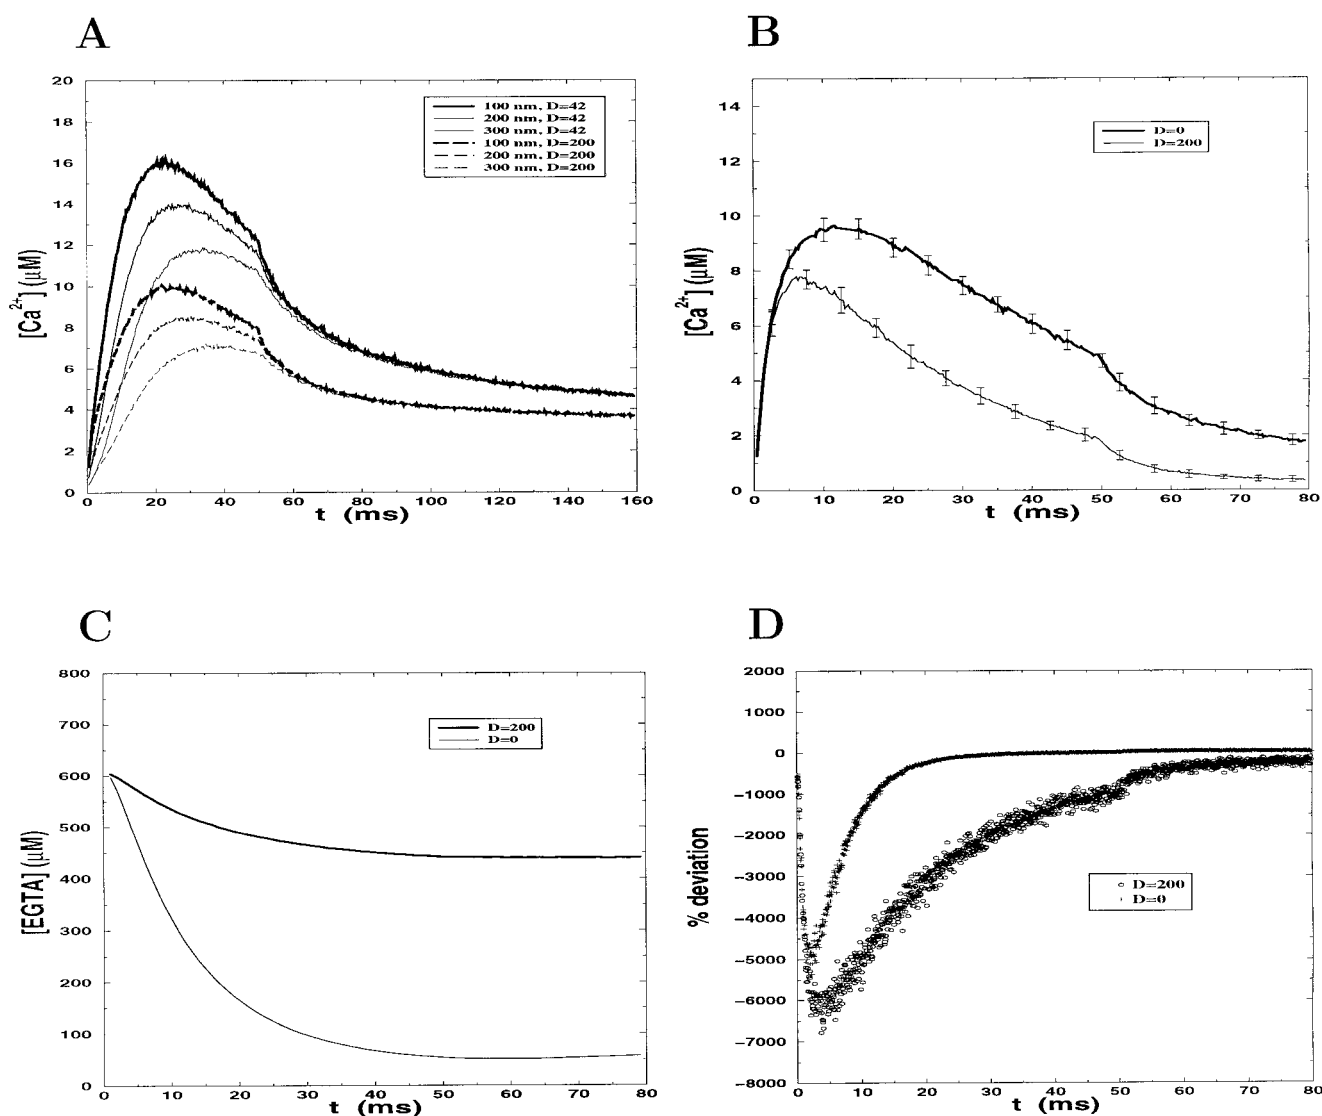 A
20
18
16
14
12
10
8
6
4
2
0
[Ca2+] (μM)
100 nm, D=42
200 nm, D=42
300 nm, D=42
100 nm, D=200
200 nm, D=200
300 nm, D=200
0 20 40 60 80 100 120 140 160
t (ms)
B
14
12
10
8
6
4
2
0
[Ca2+] (μM)
D=0
D=200
0 10 20 30 40 50 60 70 80
t (ms)
C
800
700
600
500
400
300
200
100
0
[EGTA] (μM)
D=200
D=0
0 10 20 30 40 50 60 70 80
t (ms)
D
2000
1000
0
−1000
−2000
−3000
−4000
−5000
−6000
−7000
−8000
% deviation
D=200
D=0
0 10 20 30 40 50 60 70 80
t (ms)